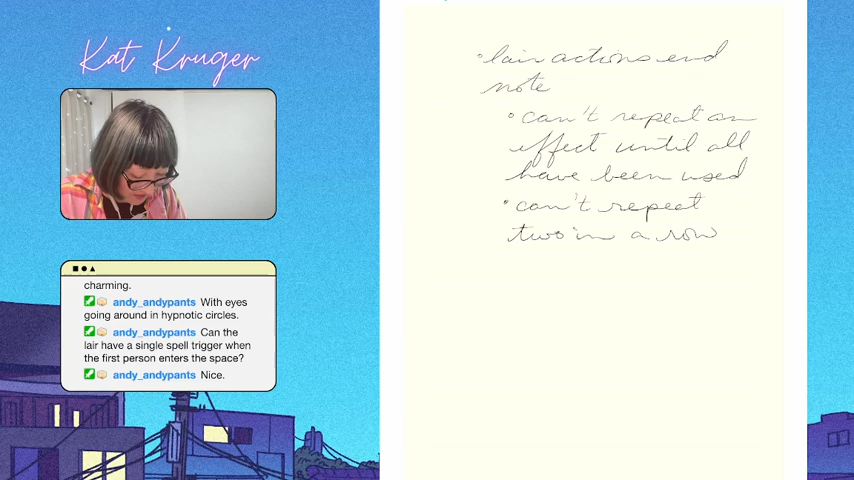 Kat Kruger
charming.
andy_andypants With eyes
going around in hypnotic circles.
andy_andypants Can the
lair have a single spell trigger when
the first person enters the space?
andy_andypants Nice.
• lair actions end
note
• can't repeat an
effect until all
have been used
• can't repeat
two in a row